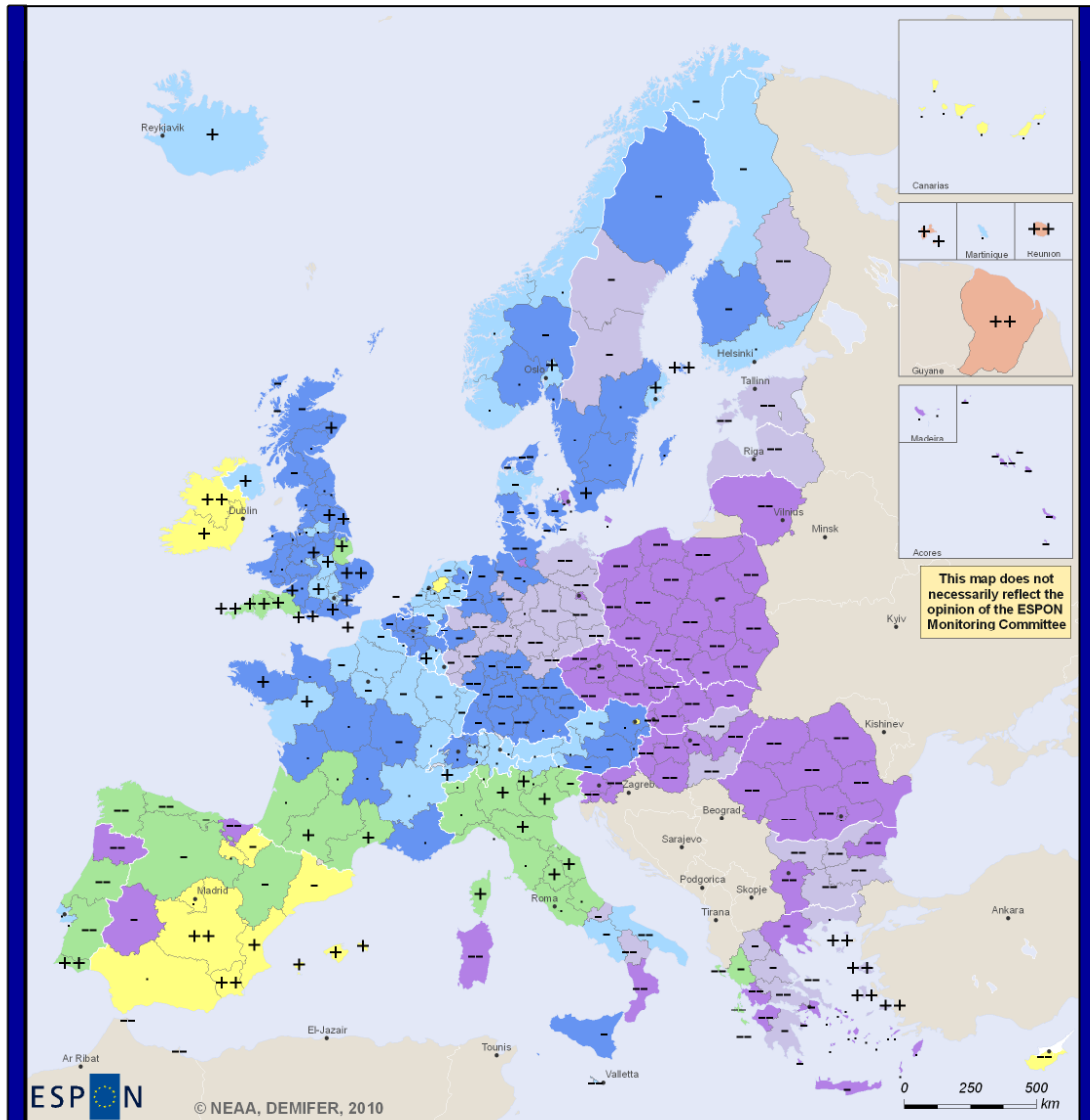 Reykjavik
Canarias
Martinique
Réunion
Guyane
Madeira
Acores
Oslo
Helsinki
Tallinn
Riga
Vilnius
Minsk
Dublin
Kyiv
This map does not
necessarily reflect the
opinion of the ESPON
Monitoring Committee
Kishinev
Zagreb
Beograd
Sarajevo
Podgorica
Skopje
Tirana
Madrid
Roma
Ankara
El-Jazair
Tounis
Ar Ribat
Valletta
ESPON
© NEAA, DEMIFER, 2010
0 250 500
km